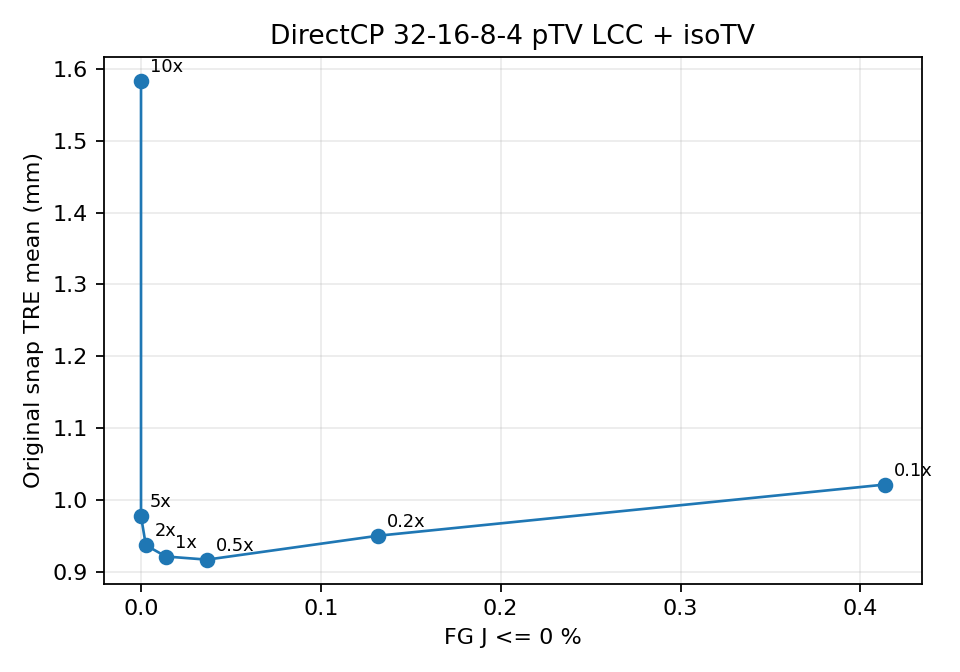 DirectCP 32-16-8-4 pTV LCC + isoTV
Original snap TRE mean (mm)
1.6
1.5
1.4
1.3
1.2
1.1
1.0
0.9
10x
5x
2x
1x
0.5x
0.2x
0.1x
0.0 0.1 0.2 0.3 0.4
FG J <= 0 %